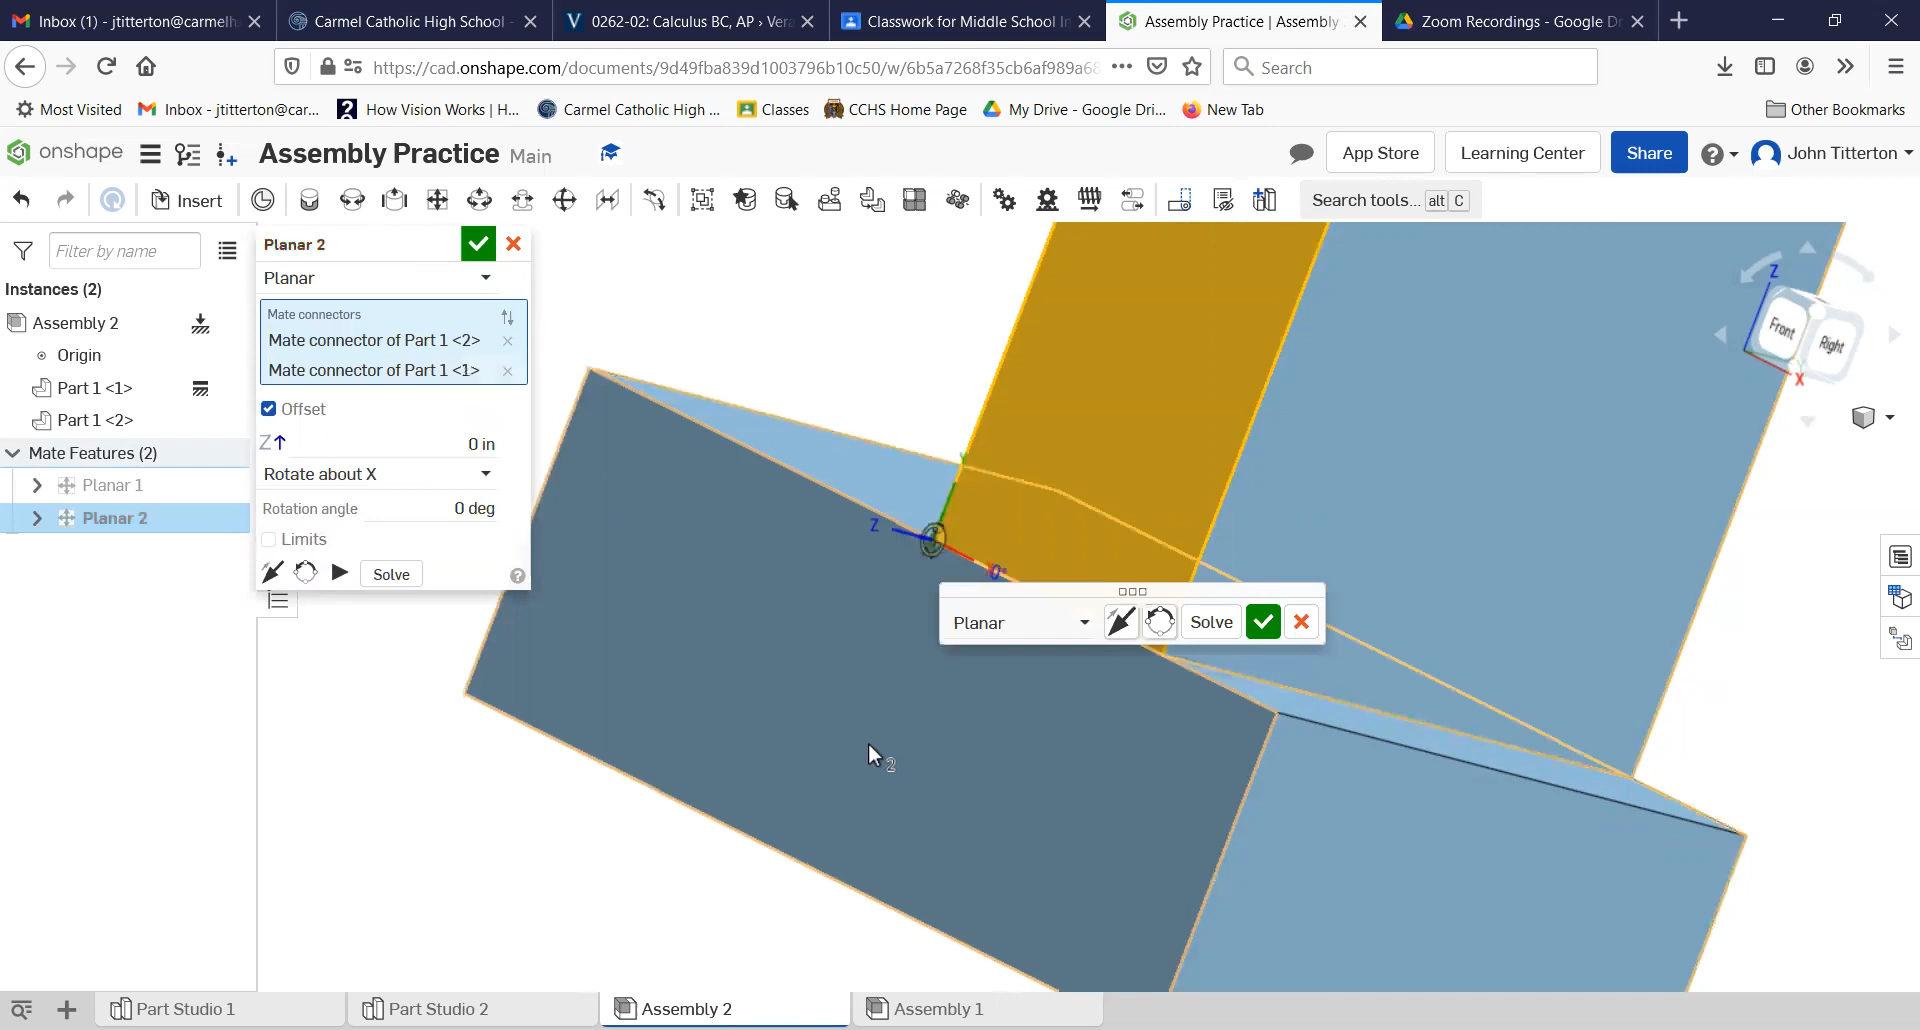 Inbox (1) - jtitterton@carmelh
Carmel Catholic High School -
0262-02: Calculus BC, AP › Vera
Classwork for Middle School In
Assembly Practice | Assembly
Zoom Recordings - Google Dr
https://cad.onshape.com/documents/9d49fba839d1003796b10c50/w/6b5a7268f35cb6af989a68
Search
Most Visited
Inbox - jtitterton@car...
How Vision Works | H...
Carmel Catholic High ...
Classes
CCHS Home Page
My Drive - Google Dri...
New Tab
Other Bookmarks
onshape
Assembly Practice Main
App Store
Learning Center
Share
John Titterton
Insert
Search tools... alt C
Filter by name
Instances (2)
Assembly 2
Origin
Part 1 <1>
Part 1 <2>
Mate Features (2)
Planar 1
Planar 2
Planar 2
Planar
Mate connectors
Mate connector of Part 1 <2>
Mate connector of Part 1 <1>
Offset
Z 0 in
Rotate about X
Rotation angle 0 deg
Limits
Solve
Z
Front
Right
X
Z
Planar
Solve
2
Part Studio 1
Part Studio 2
Assembly 2
Assembly 1